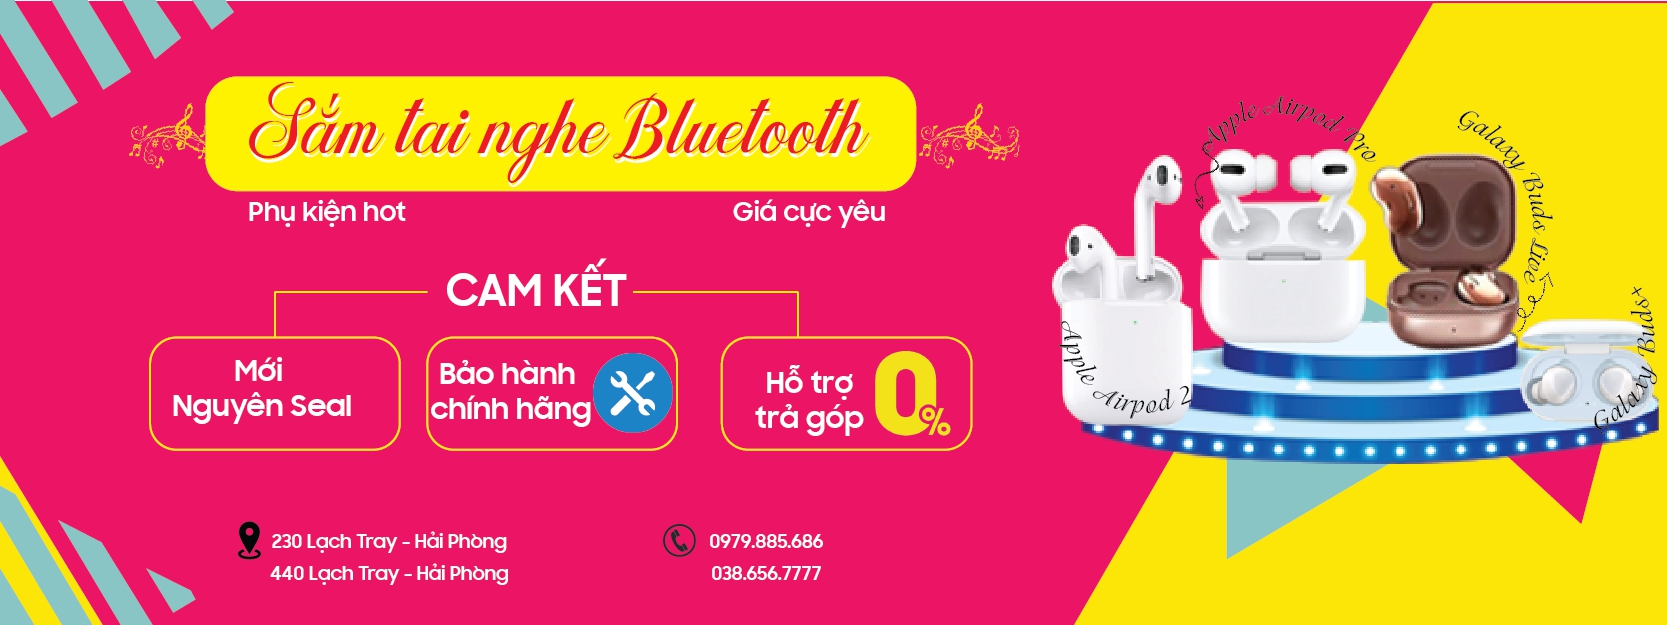 Sắm tai nghe Bluetooth
Phụ kiện hot
Giá cực yêu
CAM KẾT
Mới
Nguyên Seal
Bảo hành
chính hãng
Hỗ trợ
trả góp
0%
230 Lạch Tray - Hải Phòng
440 Lạch Tray - Hải Phòng
0979.885.686
038.656.7777
Apple Airpod 2
Apple Airpod Pro
Galaxy Buds Live
Galaxy Buds+